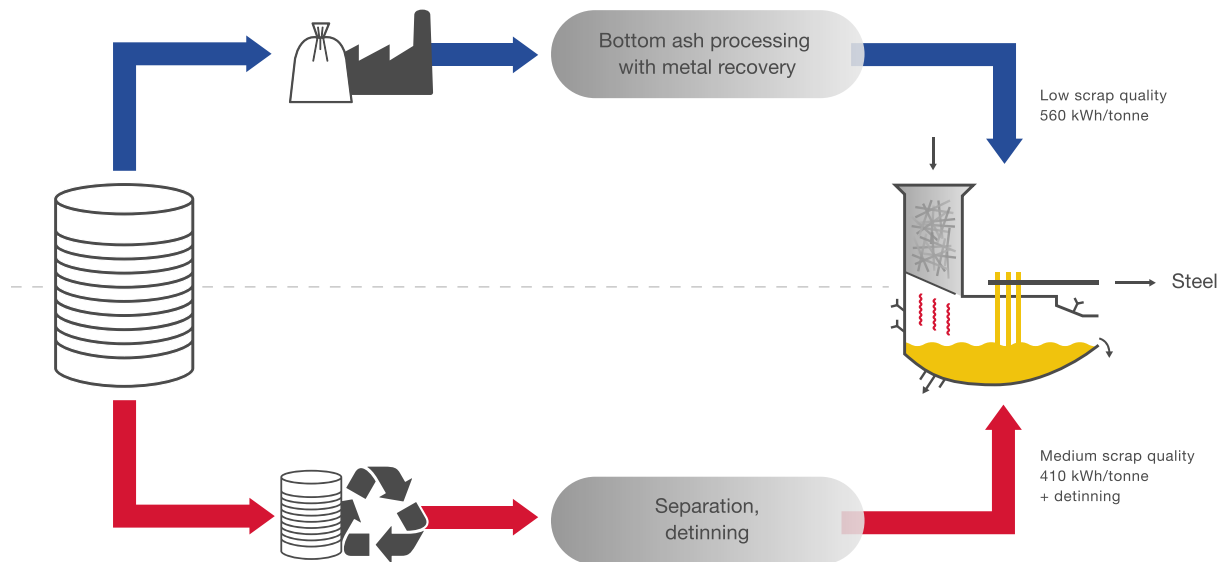 Bottom ash processing
with metal recovery
Low scrap quality
560 kWh/tonne
Steel
Medium scrap quality
410 kWh/tonne
+ detinning
Separation,
detinning